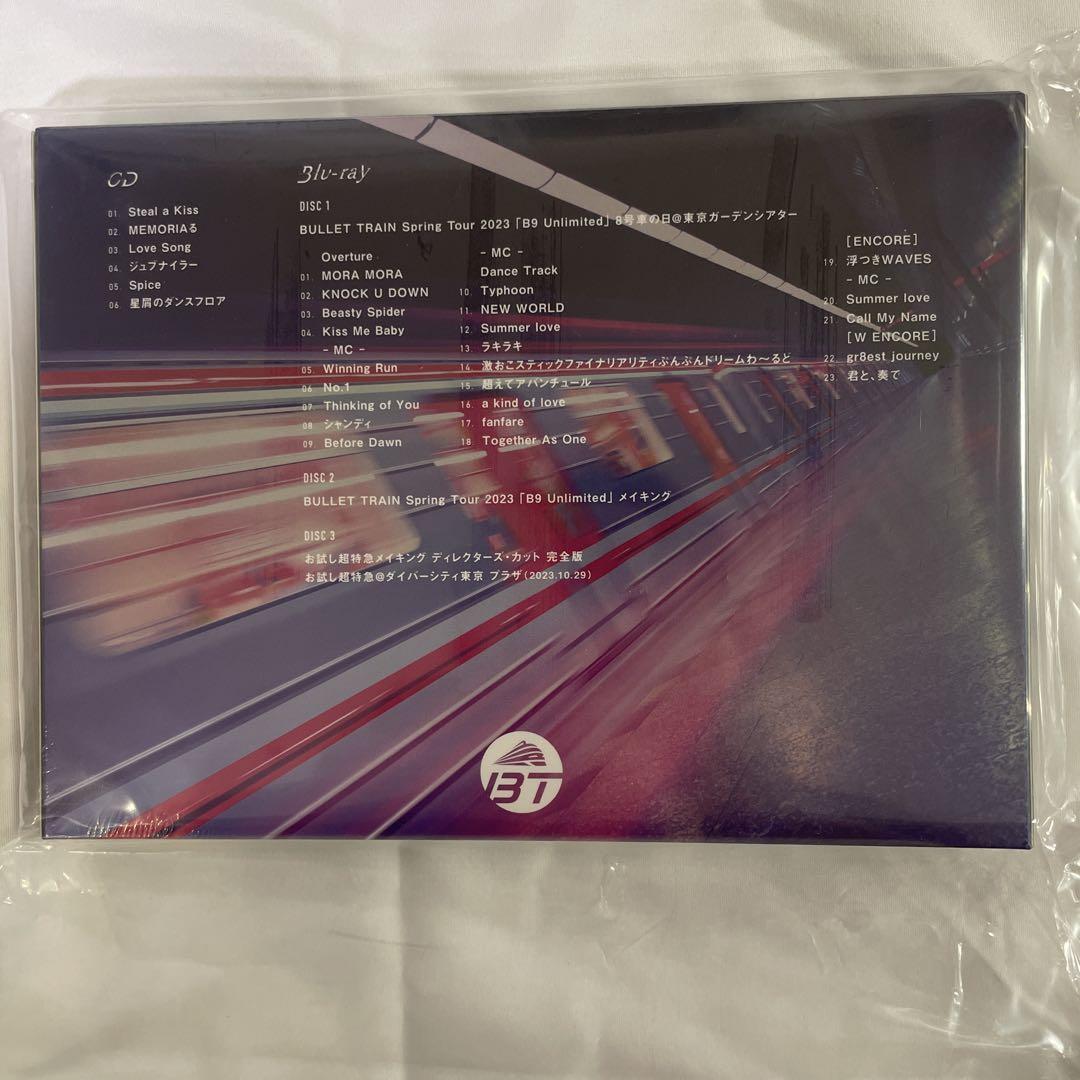 CD
01. Steal a Kiss
02. MEMORIAる
03. Love Song
04. ジュブナイラー
05. Spice
06. 星屑のダンスフロア
Blu-ray
DISC 1
BULLET TRAIN Spring Tour 2023「B9 Unlimited」8号車の日@東京ガーデンシアター
Overture
01. MORA MORA
02. KNOCK U DOWN
03. Beasty Spider
04. Kiss Me Baby
- MC -
05. Winning Run
06 No.1
07 Thinking of You
08 シャンディ
09. Before Dawn
- MC -
Dance Track
10. Typhoon
11. NEW WORLD
12. Summer love
13. ラキラキ
14. 激おこスティックファイナリアリティぷんぷんドリームわ〜るど
15. 超えてアバンチュール
16. a kind of love
17. fanfare
18 Together As One
[ENCORE]
19. 浮つきWAVES
- MC -
20. Summer love
21. Call My Name
[W ENCORE]
22. gr8est journey
23. 君と、奏で
DISC 2
BULLET TRAIN Spring Tour 2023「B9 Unlimited」メイキング
DISC 3
お試し超特急メイキング ディレクターズ・カット 完全版
お試し超特急@ダイバーシティ東京 プラザ(2023.10.29)
BT